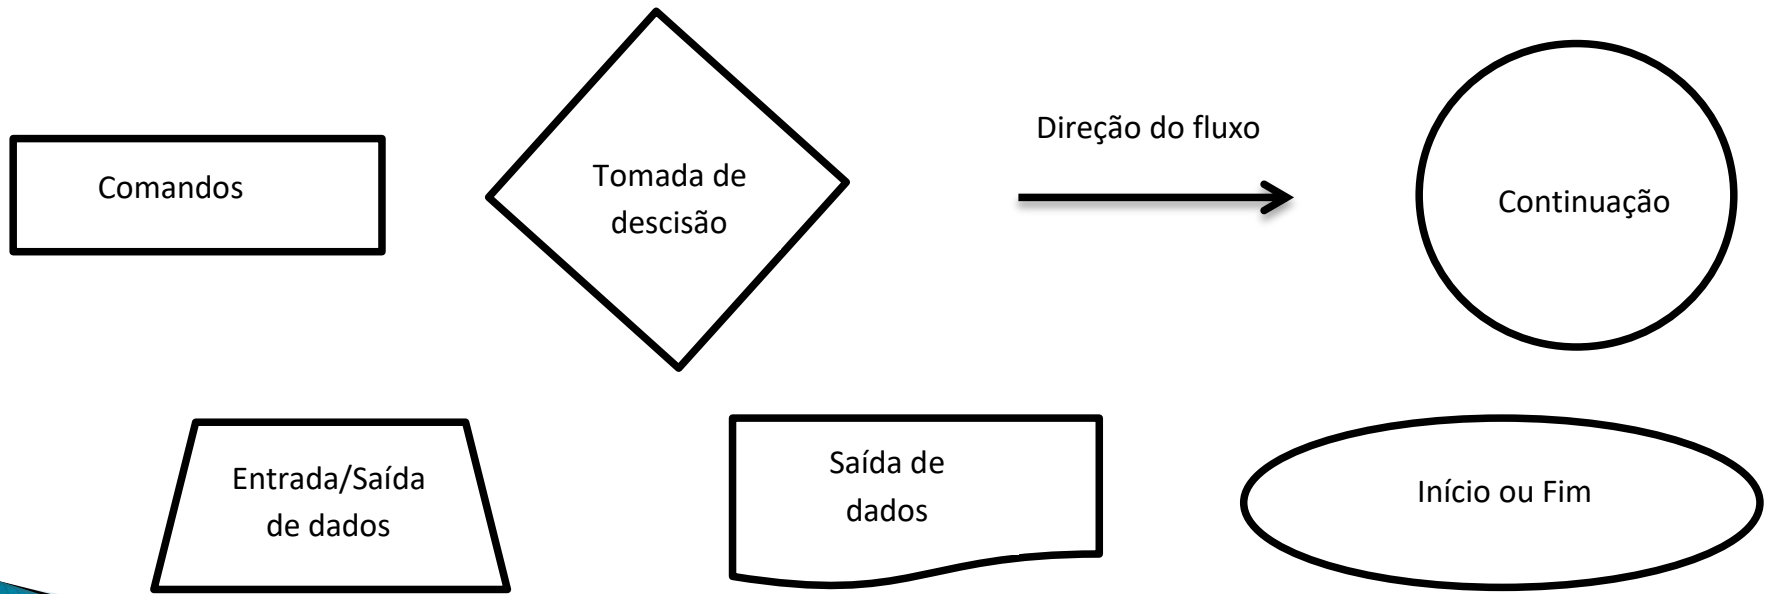 Comandos
Tomada de
descisão
Direção do fluxo
Continuação
Entrada/Saída
de dados
Saída de
dados
Início ou Fim